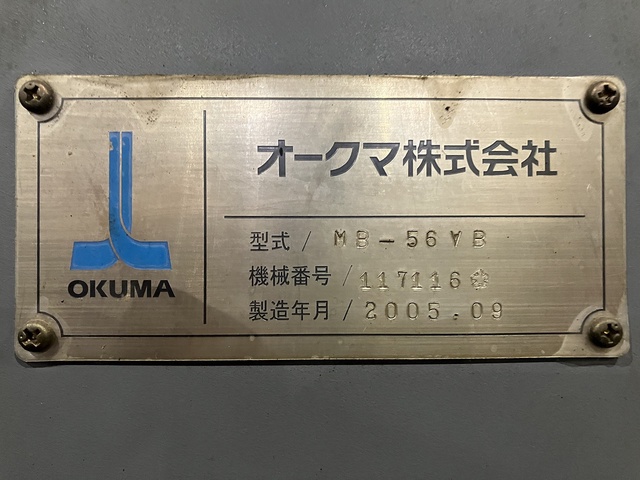 オークマ株式会社
型式 / MB-56VB
機械番号 / 117116
製造年月 / 2005.09
OKUMA